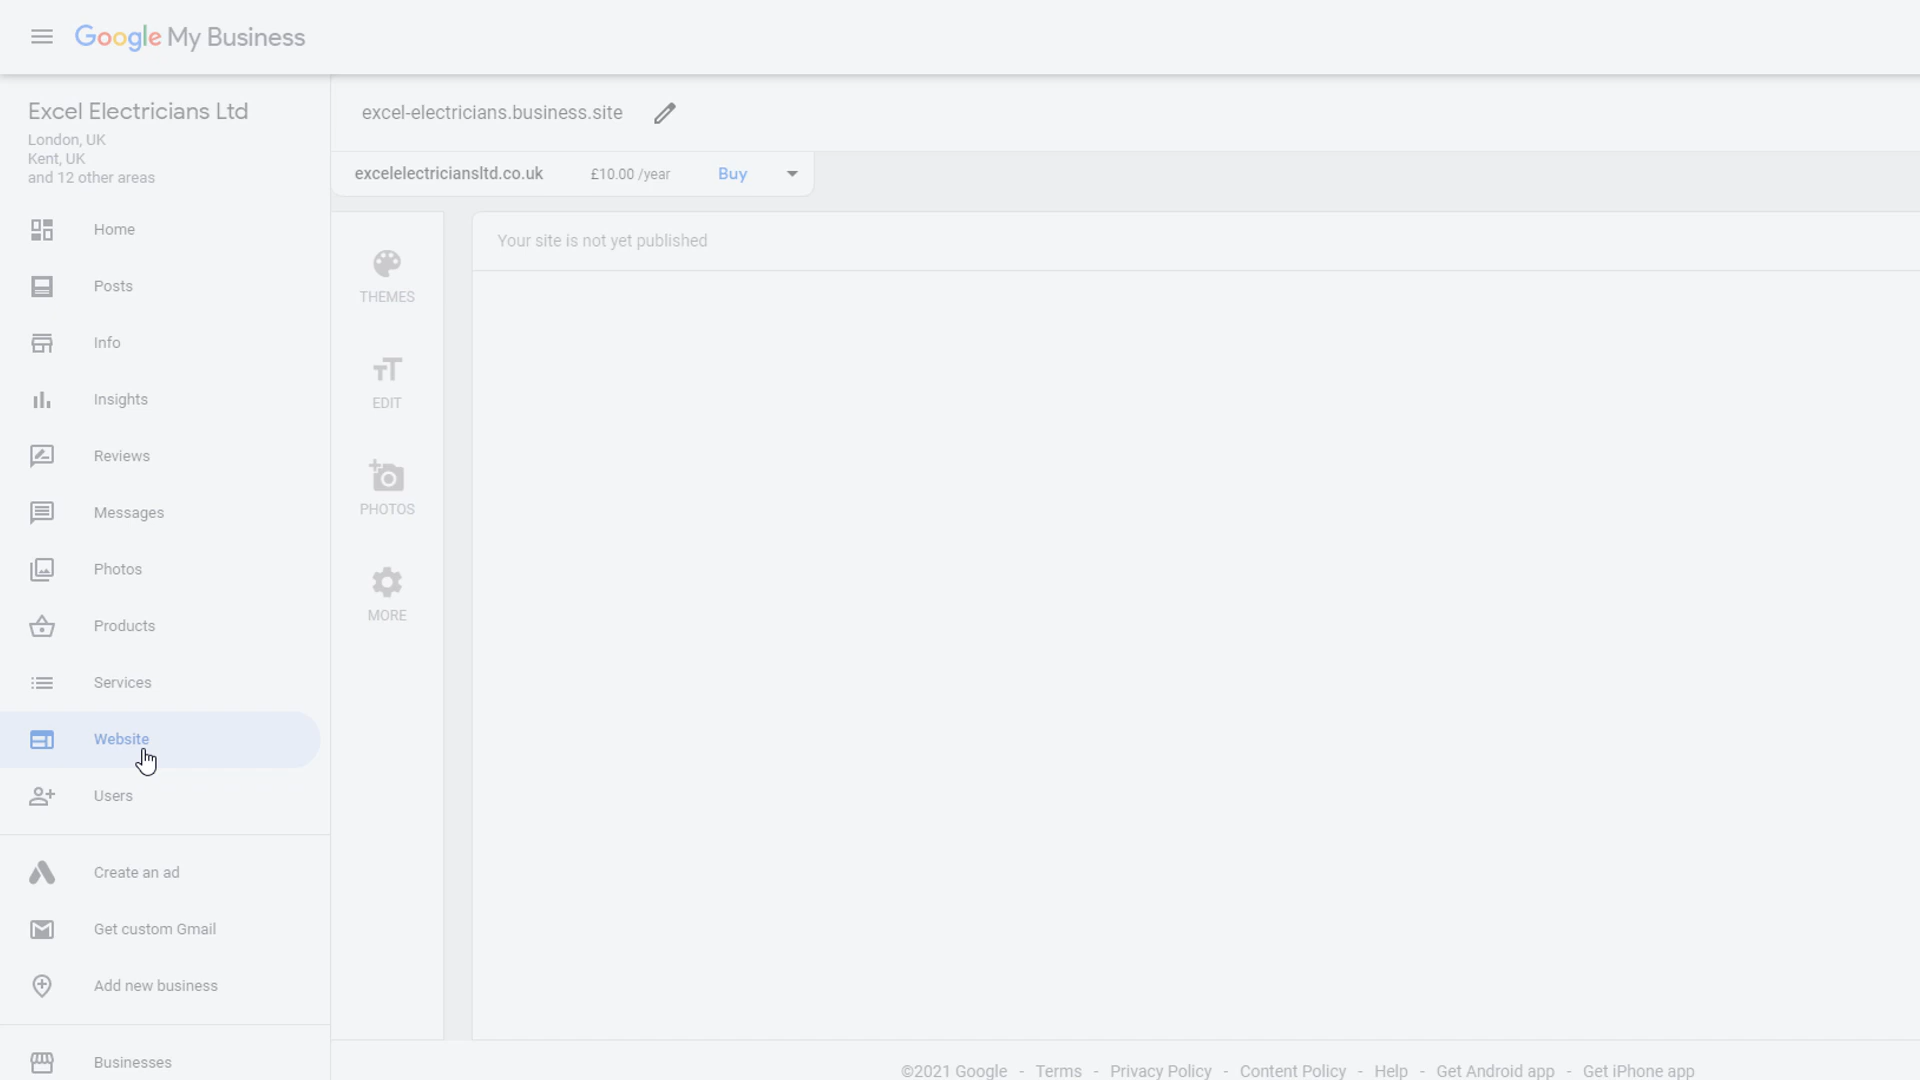 Google My Business
Excel Electricians Ltd
London, UK
Kent, UK
and 12 other areas
Home
Posts
Info
Insights
Reviews
Messages
Photos
Products
Services
Website
Users
Create an ad
Get custom Gmail
Add new business
Businesses
excel-electricians.business.site
excelelectriciansltd.co.uk £10.00 /year Buy
THEMES
EDIT
PHOTOS
MORE
Your site is not yet published
©2021 Google - Terms - Privacy Policy - Content Policy - Help - Get Android app - Get iPhone app